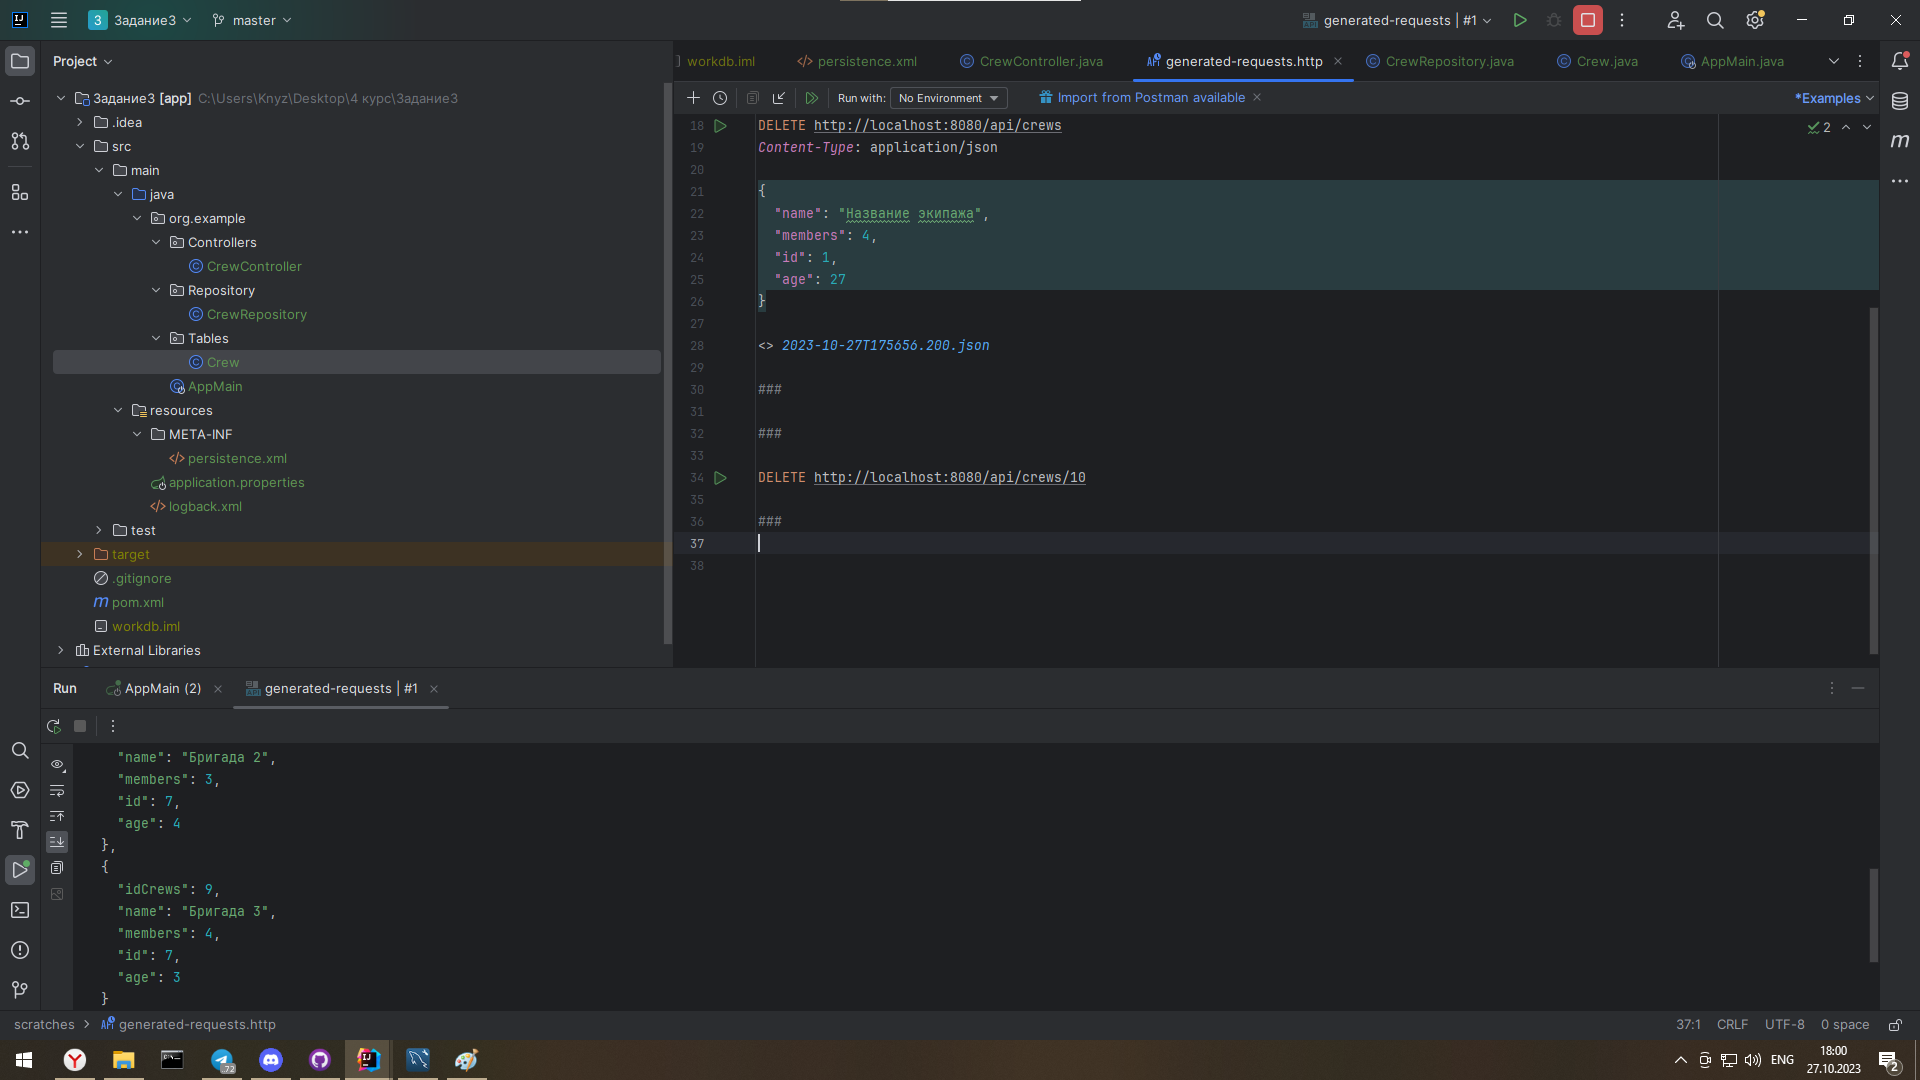 3 Задание3 master generated-requests | #1
Project
Задание3 [app] C:\Users\Knyz\Desktop\4 курс\Задание3
.idea
src
main
java
org.example
Controllers
CrewController
Repository
CrewRepository
Tables
Crew
AppMain
resources
META-INF
persistence.xml
application.properties
logback.xml
test
target
.gitignore
pom.xml
workdb.iml
External Libraries
workdb.iml persistence.xml CrewController.java generated-requests.http CrewRepository.java Crew.java AppMain.java
Run with: No Environment Import from Postman available *Examples
18 DELETE http://localhost:8080/api/crews
2
19 Content-Type: application/json
20
21 {
22 "name": "Название экипажа",
23 "members": 4,
24 "id": 1,
25 "age": 27
26 }
27
28 <> 2023-10-27T175656.200.json
29
30 ###
31
32 ###
33
34 DELETE http://localhost:8080/api/crews/10
35
36 ###
37
38
Run AppMain (2) generated-requests | #1
"name": "Бригада 2",
"members": 3,
"id": 7,
"age": 4
},
{
"idCrews": 9,
"name": "Бригада 3",
"members": 4,
"id": 7,
"age": 3
}
scratches > generated-requests.http 37:1 CRLF UTF-8 0 space
72 ENG 18:00
27.10.2023 2